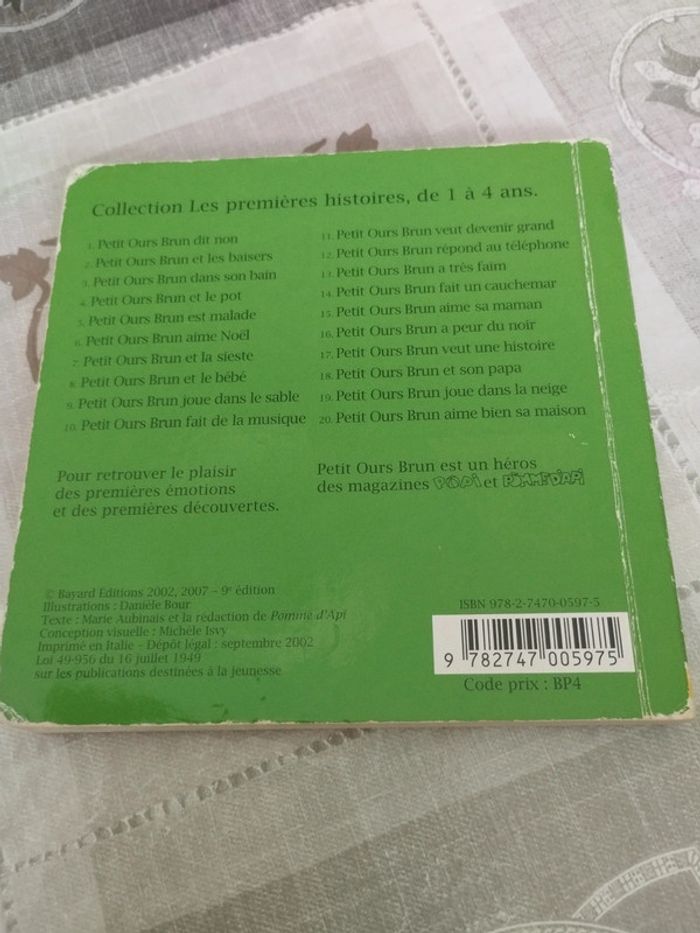 Collection Les premières histoires, de 1 à 4 ans.
1. Petit Ours Brun dit non
2. Petit Ours Brun et les baisers
3. Petit Ours Brun dans son bain
4. Petit Ours Brun et le pot
5. Petit Ours Brun est malade
6. Petit Ours Brun aime Noël
7. Petit Ours Brun et la sieste
8. Petit Ours Brun et le bébé
9. Petit Ours Brun joue dans le sable
10. Petit Ours Brun fait de la musique
11. Petit Ours Brun veut devenir grand
12. Petit Ours Brun répond au téléphone
13. Petit Ours Brun a très faim
14. Petit Ours Brun fait un cauchemar
15. Petit Ours Brun aime sa maman
16. Petit Ours Brun a peur du noir
17. Petit Ours Brun veut une histoire
18. Petit Ours Brun et son papa
19. Petit Ours Brun joue dans la neige
20. Petit Ours Brun aime bien sa maison
Pour retrouver le plaisir
des premières émotions
et des premières découvertes.
Petit Ours Brun est un héros
des magazines POPI et POMME D'API
© Bayard Éditions 2002, 2007 – 9e édition
Illustrations : Danièle Bour
Texte : Marie Aubinais et la rédaction de Pomme d'Api
Conception visuelle : Michèle Isvy
Imprimé en Italie – Dépôt légal : septembre 2002
Loi 49-956 du 16 juillet 1949
sur les publications destinées à la jeunesse
ISBN 978-2-7470-0597-5
9 782747 005975
Code prix : BP4